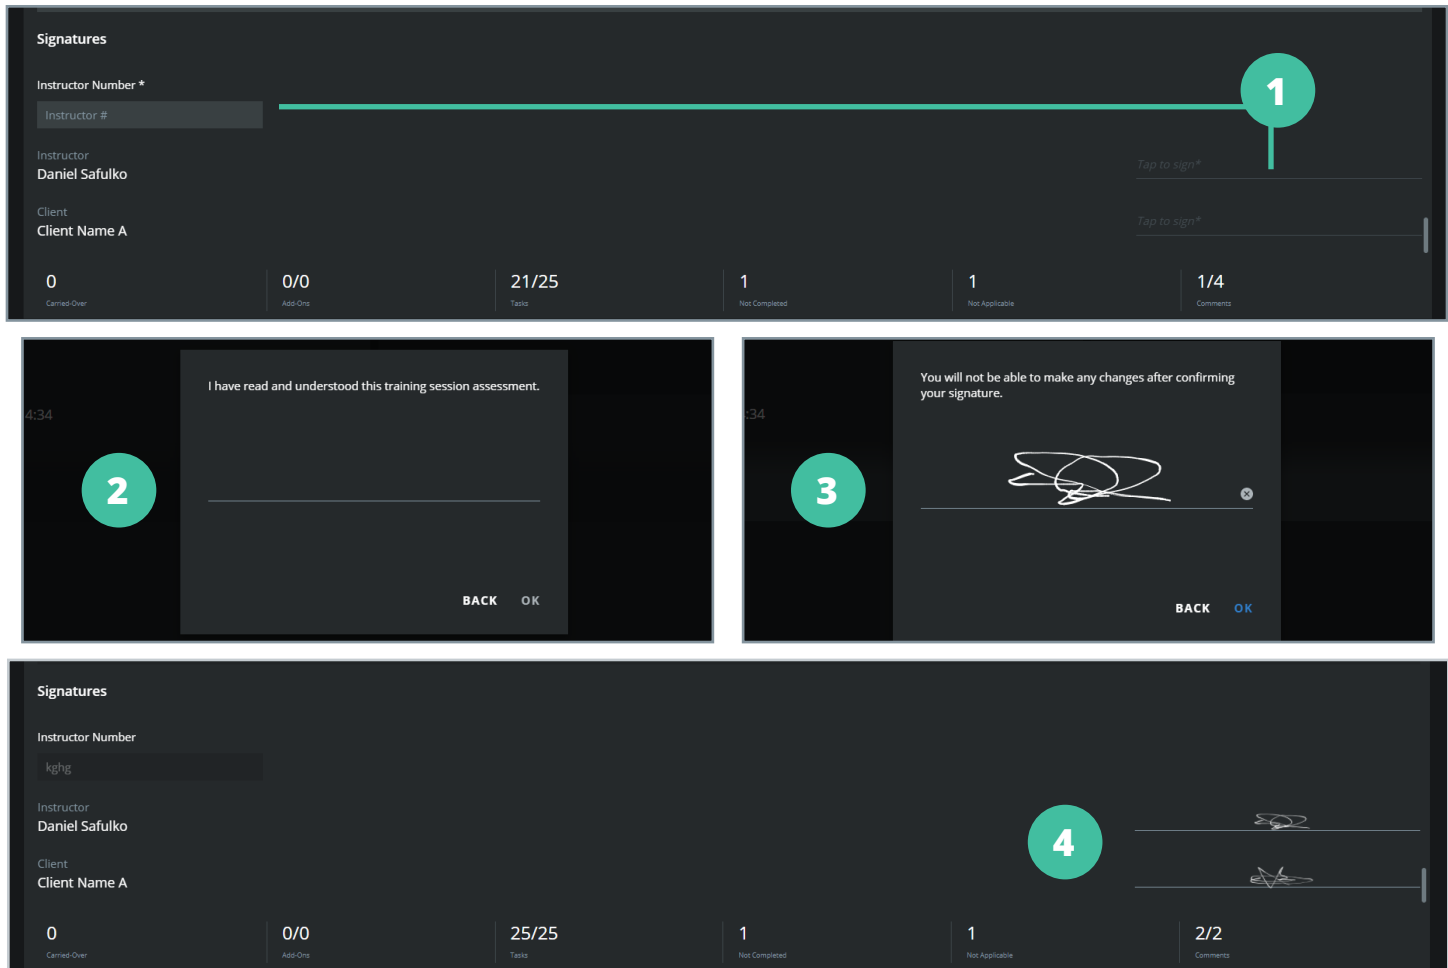 Signatures
Instructor Number *
Instructor #
1
Instructor
Daniel Safulko
Tap to sign*
Client
Client Name A
Tap to sign*
0 0/0 21/25 1 1 1/4
Carried-Over Add-Ons Tasks Not Completed Not Applicable Comments
I have read and understood this training session assessment.
4:34
2
BACK OK
You will not be able to make any changes after confirming
your signature.
:34
3
BACK OK
Signatures
Instructor Number
kghg
Instructor
Daniel Safulko
4
Client
Client Name A
0 0/0 25/25 1 1 2/2
Carried-Over Add-Ons Tasks Not Completed Not Applicable Comments